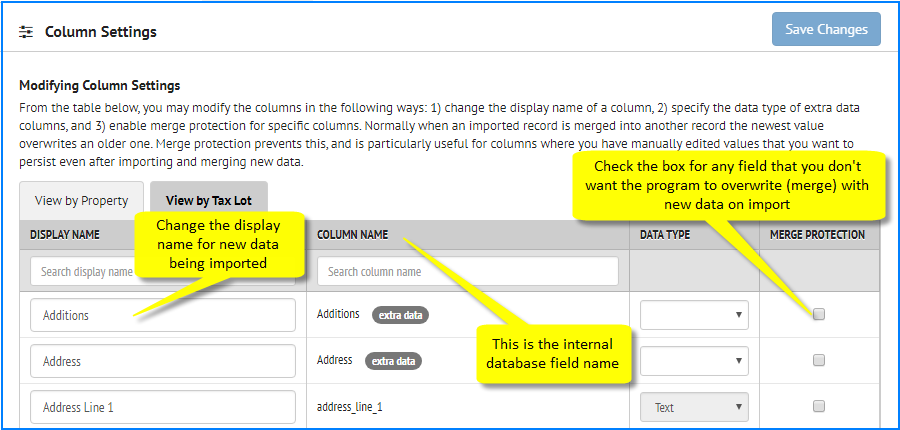 Column Settings
Save Changes
Modifying Column Settings
From the table below, you may modify the columns in the following ways: 1) change the display name of a column, 2) specify the data type of extra data
columns, and 3) enable merge protection for specific columns. Normally when an imported record is merged into another record the newest value
overwrites an older one. Merge protection prevents this, and is particularly useful for columns where you have manually edited values that you want to
persist even after importing and merging new data.
Check the box for any field that you don't
want the program to overwrite (merge) with
new data on import
View by Property
View by Tax Lot
Change the display
name for new data
being imported
DISPLAY NAME
COLUMN NAME
DATA TYPE
MERGE PROTECTION
Search display name
Search column name
Additions
Additions
extra data
This is the internal
database field name
Address
Address
extra data
Address Line 1
address_line_1
Text